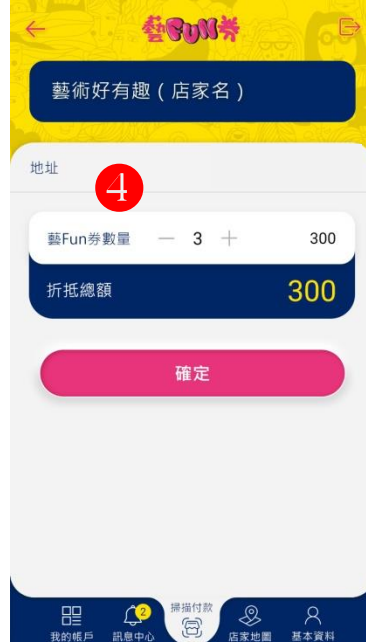 藝FUN券
藝術好有趣(店家名)
地址
4
藝Fun券數量 — 3 + 300
折抵總額 300
確定
2
我的帳戶 訊息中心 掃描付款 店家地圖 基本資料